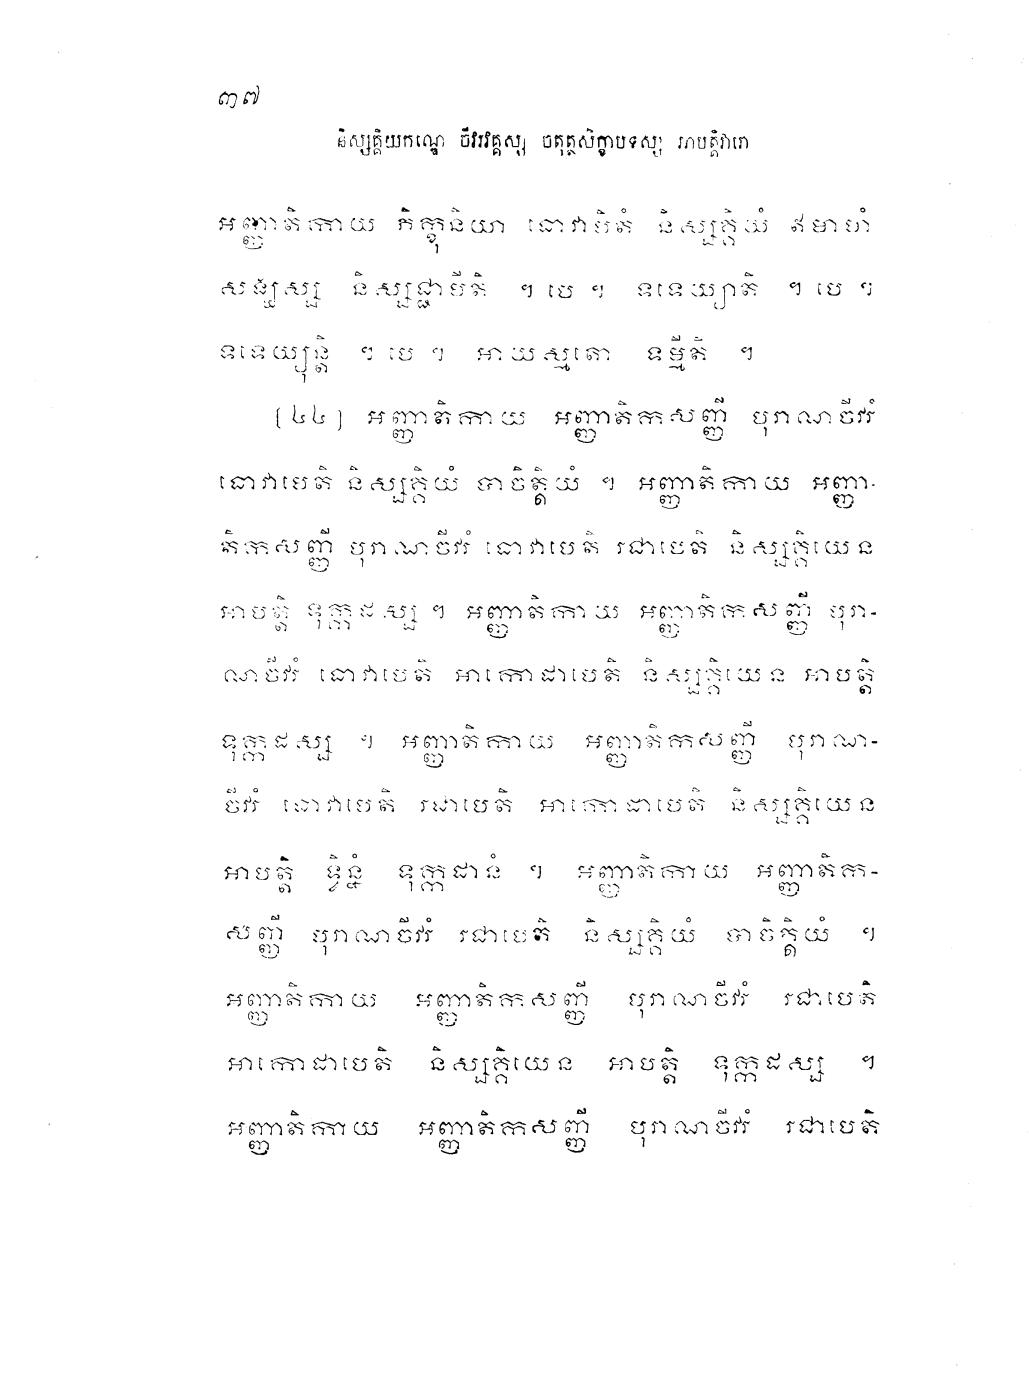 ៣៧
និស្សគ្គិយកណ្ឌេ ចីវរវគ្គស្ស ចតុត្ថសិក្ខាបទស្ស អាបត្តិវារោ
អញ្ញាតិកាយ ភិក្ខុនិយា ធោវាបិតំ និស្សគ្គិយំ ឥមាហំ
សង្ឃស្ស និស្សជ្ជាមីតិ ។ បេ ។ ទទេយ្យាតិ ។ បេ ។
ទទេយ្យុន្តិ ។ បេ ។ អាយស្មតោ ទម្មីតិ ។
[៤៤] អញ្ញាតិកាយ អញ្ញាតិកសញ្ញី បុរាណចីវរំ
ធោវាបេតិ និស្សគ្គិយំ បាចិត្តិយំ ។ អញ្ញាតិកាយ អញ្ញា-
តិកសញ្ញី បុរាណចីវរំ ធោវាបេតិ រជាបេតិ និស្សគ្គិយេន
អាបត្តិ ទុក្កដស្ស ។ អញ្ញាតិកាយ អញ្ញាតិកសញ្ញី បុរា-
ណចីវរំ ធោវាបេតិ អាកោដាបេតិ និស្សគ្គិយេន អាបត្តិ
ទុក្កដស្ស ។ អញ្ញាតិកាយ អញ្ញាតិកសញ្ញី បុរាណ-
ចីវរំ ធោវាបេតិ រជាបេតិ អាកោដាបេតិ និស្សគ្គិយេន
អាបត្តិ ទ្វិន្នំ ទុក្កដានំ ។ អញ្ញាតិកាយ អញ្ញាតិក-
សញ្ញី បុរាណចីវរំ រជាបេតិ និស្សគ្គិយំ បាចិត្តិយំ ។
អញ្ញាតិកាយ អញ្ញាតិកសញ្ញី បុរាណចីវរំ រជាបេតិ
អាកោដាបេតិ និស្សគ្គិយេន អាបត្តិ ទុក្កដស្ស ។
អញ្ញាតិកាយ អញ្ញាតិកសញ្ញី បុរាណចីវរំ រជាបេតិ